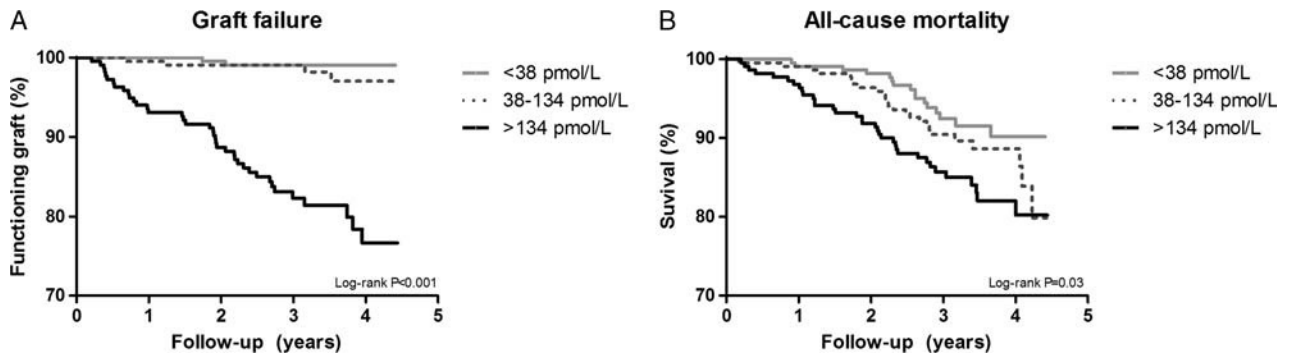 A
Graft failure
Functioning graft (%)
100
90
80
70
0 1 2 3 4 5
Follow-up (years)
Log-rank P<0.001
<38 pmol/L
38-134 pmol/L
>134 pmol/L
B
All-cause mortality
Suvival (%)
100
90
80
70
0 1 2 3 4 5
Follow-up (years)
Log-rank P=0.03
<38 pmol/L
38-134 pmol/L
>134 pmol/L